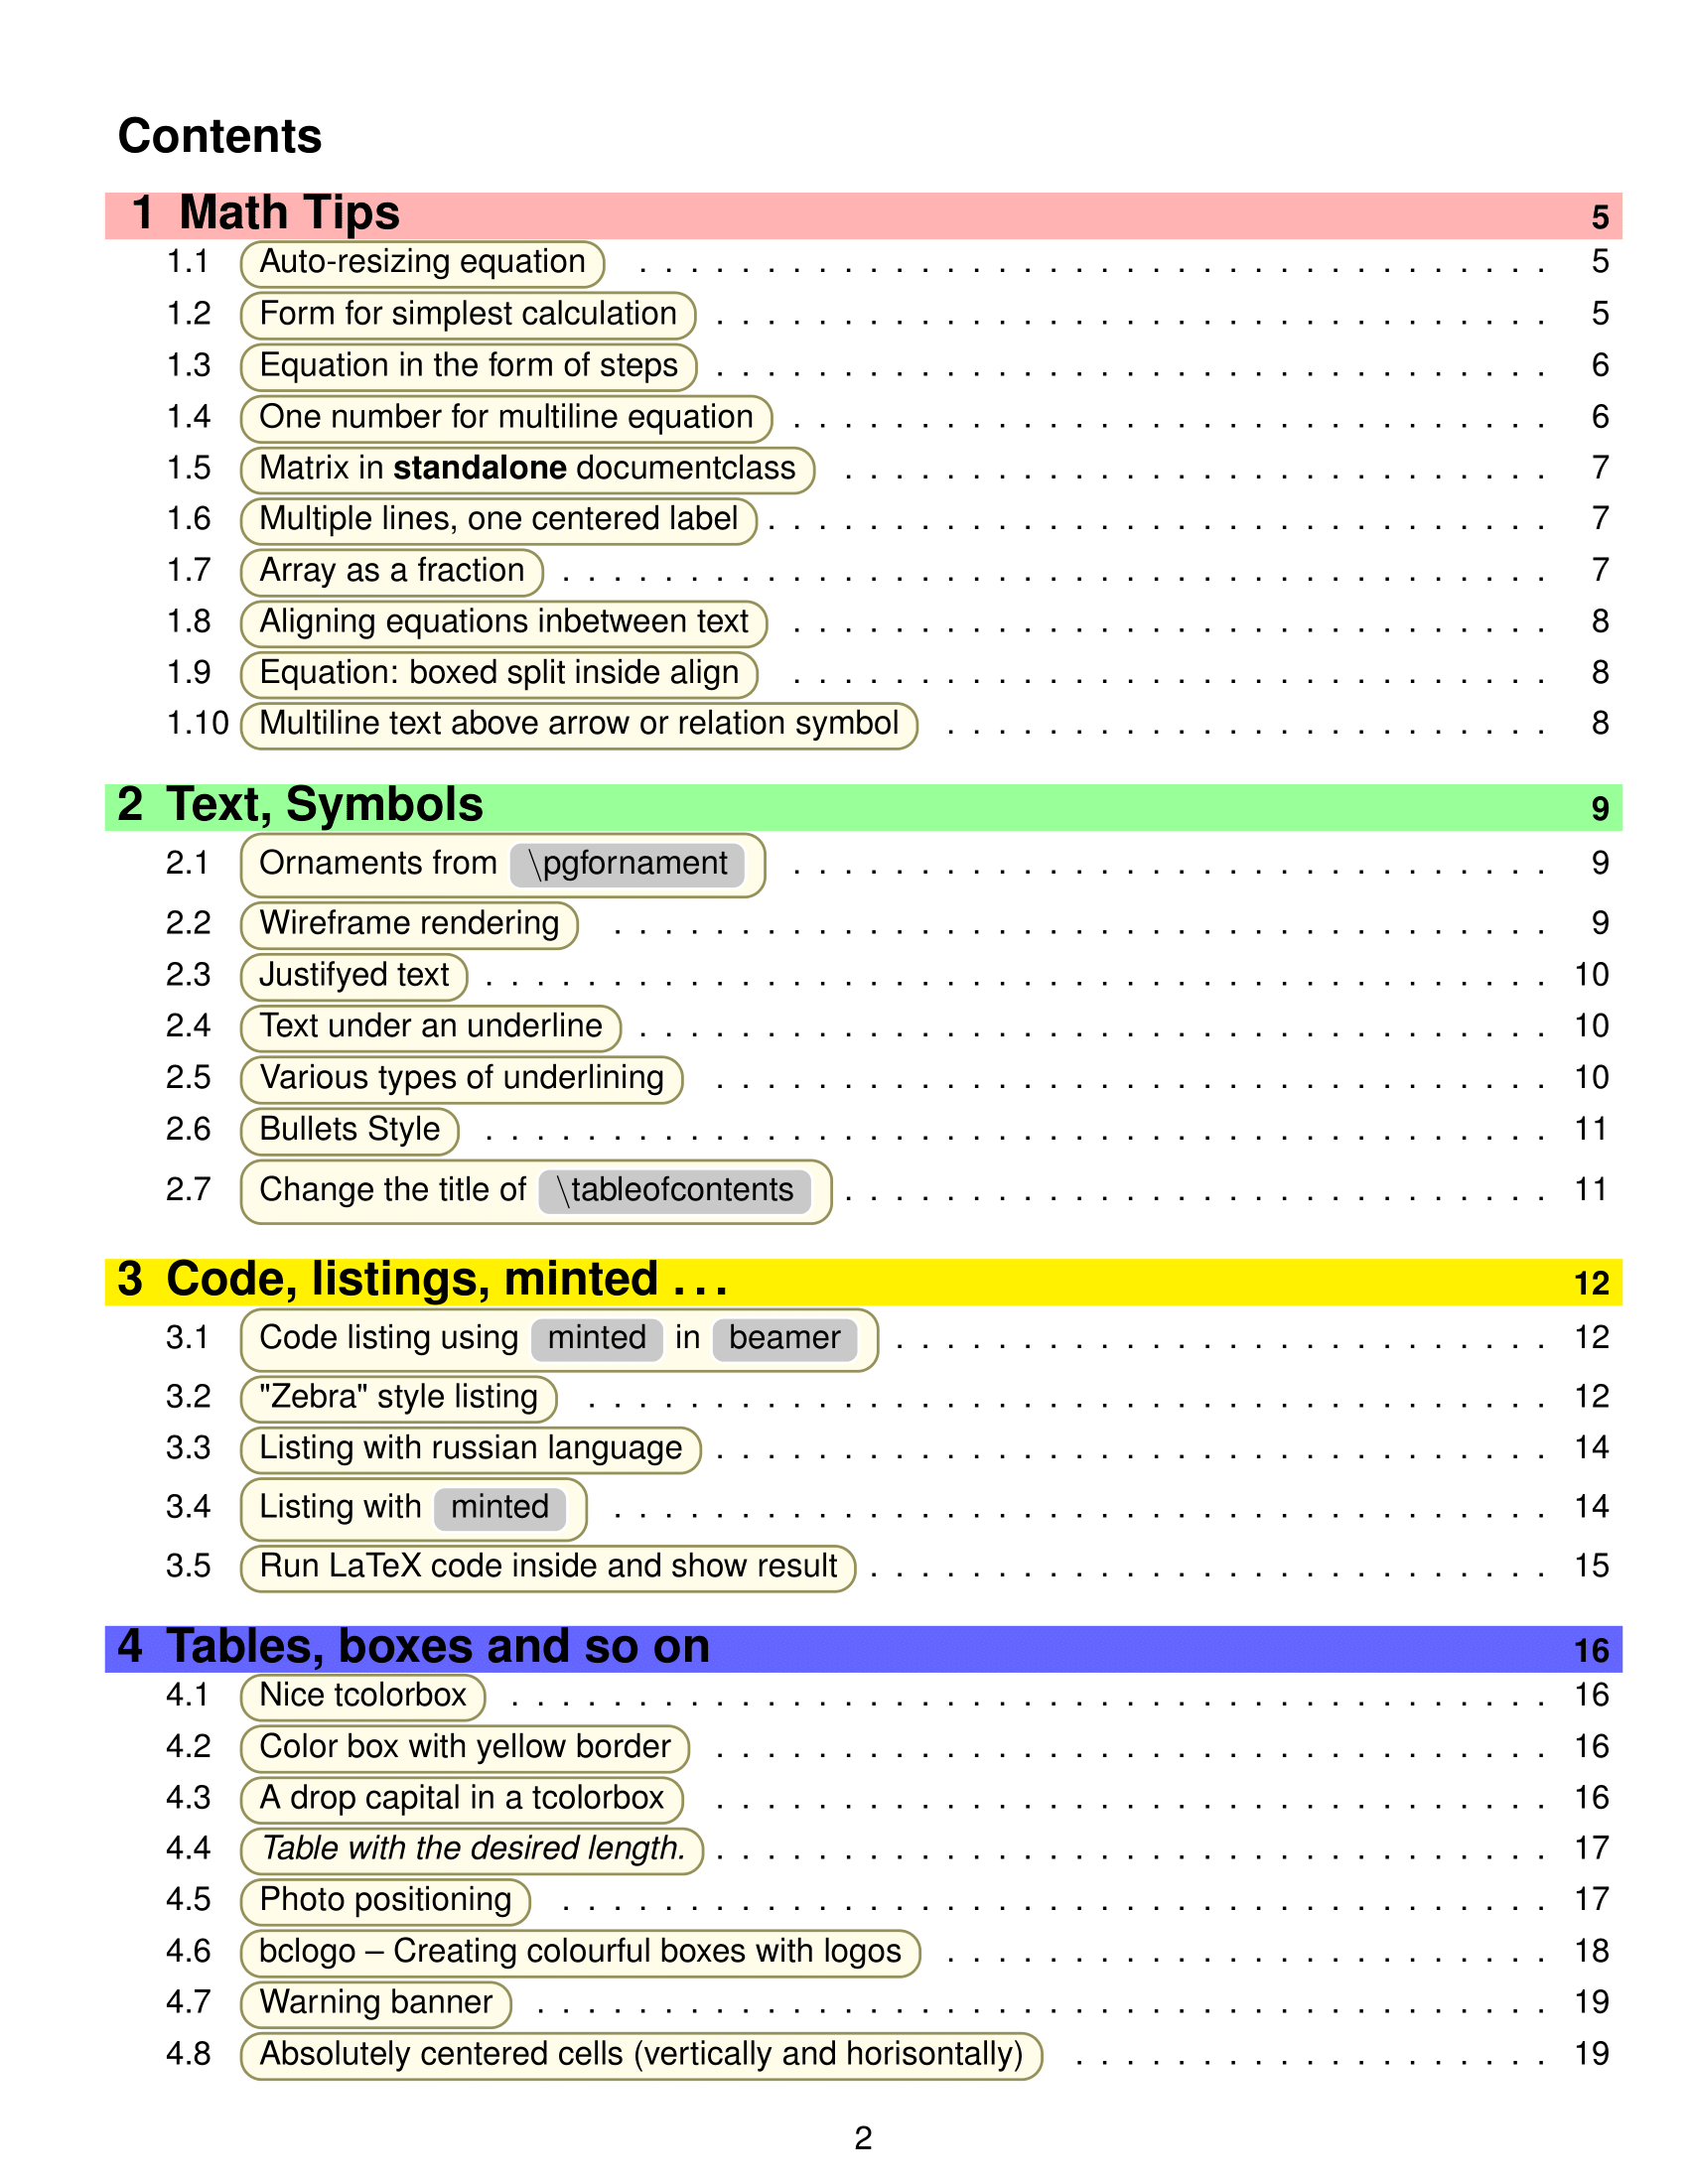 Contents
1 Math Tips 5
1.1 Auto-resizing equation . . . . . . . . . . . . . . . . . . . . . . . . . . . . . . . . . . . . 5
1.2 Form for simplest calculation . . . . . . . . . . . . . . . . . . . . . . . . . . . . . . . . . 5
1.3 Equation in the form of steps . . . . . . . . . . . . . . . . . . . . . . . . . . . . . . . . . 6
1.4 One number for multiline equation . . . . . . . . . . . . . . . . . . . . . . . . . . . . . . 6
1.5 Matrix in standalone documentclass . . . . . . . . . . . . . . . . . . . . . . . . . . . . 7
1.6 Multiple lines, one centered label . . . . . . . . . . . . . . . . . . . . . . . . . . . . . . . 7
1.7 Array as a fraction . . . . . . . . . . . . . . . . . . . . . . . . . . . . . . . . . . . . . . . 7
1.8 Aligning equations inbetween text . . . . . . . . . . . . . . . . . . . . . . . . . . . . . . 8
1.9 Equation: boxed split inside align . . . . . . . . . . . . . . . . . . . . . . . . . . . . . . 8
1.10 Multiline text above arrow or relation symbol . . . . . . . . . . . . . . . . . . . . . . . . 8
2 Text, Symbols 9
2.1 Ornaments from \pgfornament . . . . . . . . . . . . . . . . . . . . . . . . . . . . . . 9
2.2 Wireframe rendering . . . . . . . . . . . . . . . . . . . . . . . . . . . . . . . . . . . . . 9
2.3 Justifyed text . . . . . . . . . . . . . . . . . . . . . . . . . . . . . . . . . . . . . . . . . . 10
2.4 Text under an underline . . . . . . . . . . . . . . . . . . . . . . . . . . . . . . . . . . . . 10
2.5 Various types of underlining . . . . . . . . . . . . . . . . . . . . . . . . . . . . . . . . . 10
2.6 Bullets Style . . . . . . . . . . . . . . . . . . . . . . . . . . . . . . . . . . . . . . . . . . 11
2.7 Change the title of \tableofcontents . . . . . . . . . . . . . . . . . . . . . . . . . . . . 11
3 Code, listings, minted . . . 12
3.1 Code listing using minted in beamer . . . . . . . . . . . . . . . . . . . . . . . . . . 12
3.2 "Zebra" style listing . . . . . . . . . . . . . . . . . . . . . . . . . . . . . . . . . . . . . . 12
3.3 Listing with russian language . . . . . . . . . . . . . . . . . . . . . . . . . . . . . . . . . 14
3.4 Listing with minted . . . . . . . . . . . . . . . . . . . . . . . . . . . . . . . . . . . . . 14
3.5 Run LaTeX code inside and show result . . . . . . . . . . . . . . . . . . . . . . . . . . . 15
4 Tables, boxes and so on 16
4.1 Nice tcolorbox . . . . . . . . . . . . . . . . . . . . . . . . . . . . . . . . . . . . . . . . . 16
4.2 Color box with yellow border . . . . . . . . . . . . . . . . . . . . . . . . . . . . . . . . . 16
4.3 A drop capital in a tcolorbox . . . . . . . . . . . . . . . . . . . . . . . . . . . . . . . . . 16
4.4 Table with the desired length. . . . . . . . . . . . . . . . . . . . . . . . . . . . . . . . . . 17
4.5 Photo positioning . . . . . . . . . . . . . . . . . . . . . . . . . . . . . . . . . . . . . . . 17
4.6 bclogo – Creating colourful boxes with logos . . . . . . . . . . . . . . . . . . . . . . . . 18
4.7 Warning banner . . . . . . . . . . . . . . . . . . . . . . . . . . . . . . . . . . . . . . . . 19
4.8 Absolutely centered cells (vertically and horisontally) . . . . . . . . . . . . . . . . . . . 19
2